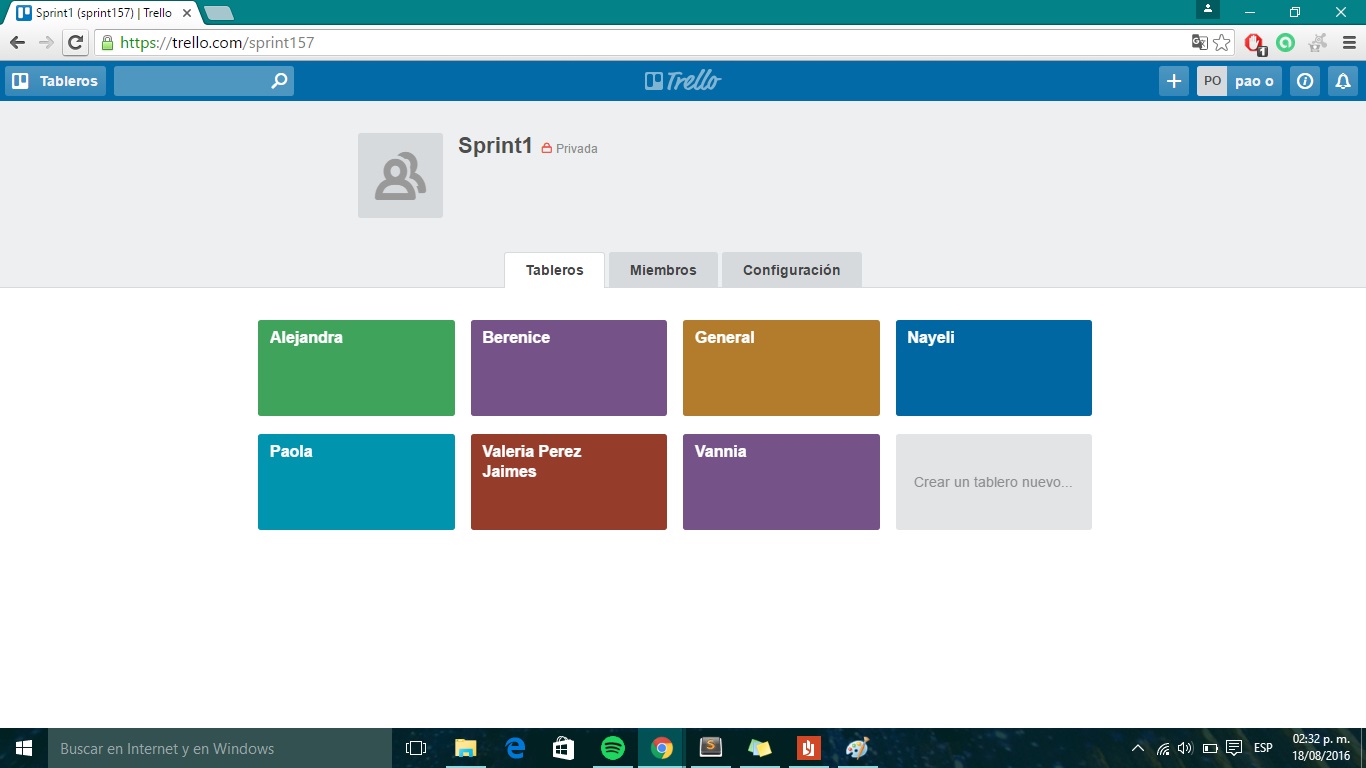 Sprint1 (sprint157) | Trello
https://trello.com/sprint157
1
Tableros
Trello
PO
pao o
Sprint1
Privada
Tableros
Miembros
Configuración
Alejandra
Berenice
General
Nayeli
Paola
Valeria Perez
Jaimes
Vannia
Crear un tablero nuevo...
Buscar en Internet y en Windows
ESP
02:32 p. m.
18/08/2016